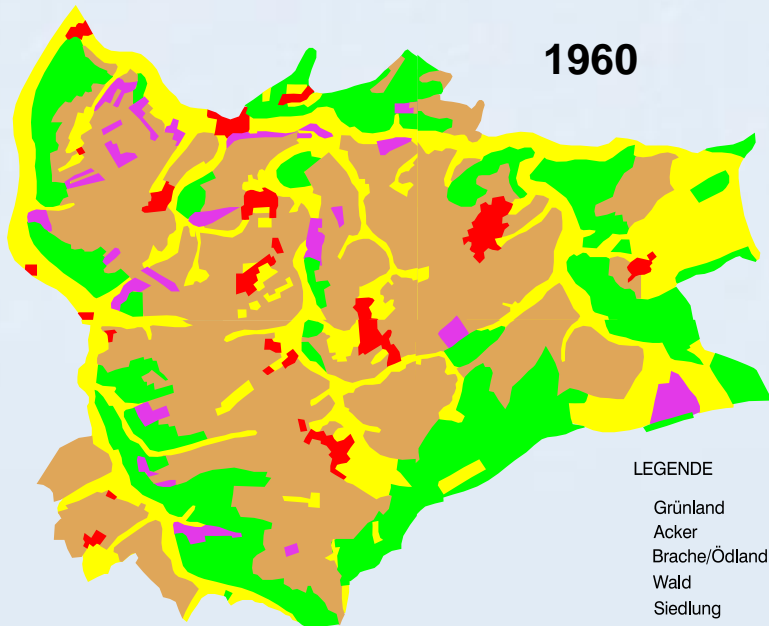 1960
LEGENDE
Grünland
Acker
Brache/Ödland
Wald
Siedlung